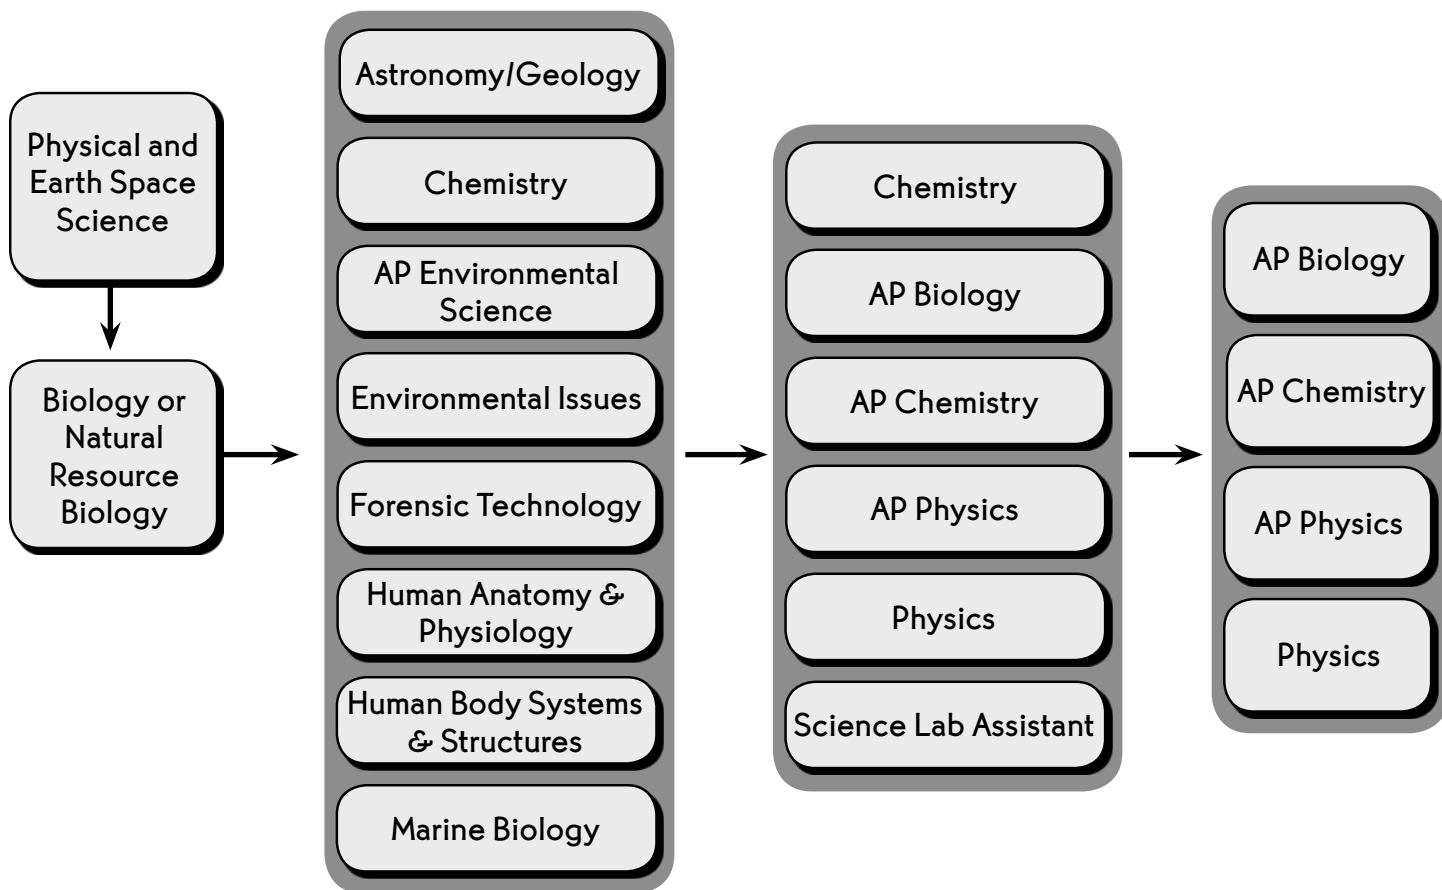 Physical and
Earth Space
Science
Biology or
Natural
Resource
Biology
Astronomy/Geology
Chemistry
AP Environmental
Science
Environmental Issues
Forensic Technology
Human Anatomy &
Physiology
Human Body Systems
& Structures
Marine Biology
Chemistry
AP Biology
AP Chemistry
AP Physics
Physics
Science Lab Assistant
AP Biology
AP Chemistry
AP Physics
Physics